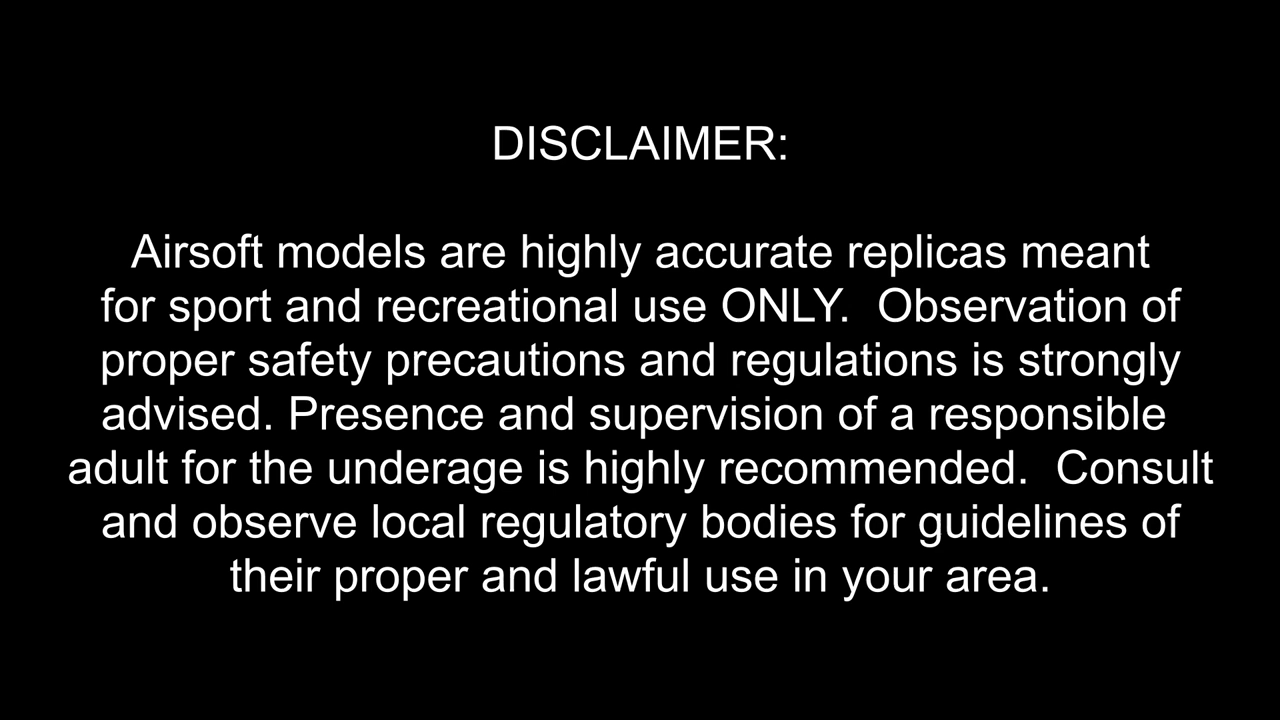 DISCLAIMER:
Airsoft models are highly accurate replicas meant
for sport and recreational use ONLY.  Observation of
proper safety precautions and regulations is strongly
advised. Presence and supervision of a responsible
adult for the underage is highly recommended.  Consult
and observe local regulatory bodies for guidelines of
their proper and lawful use in your area.